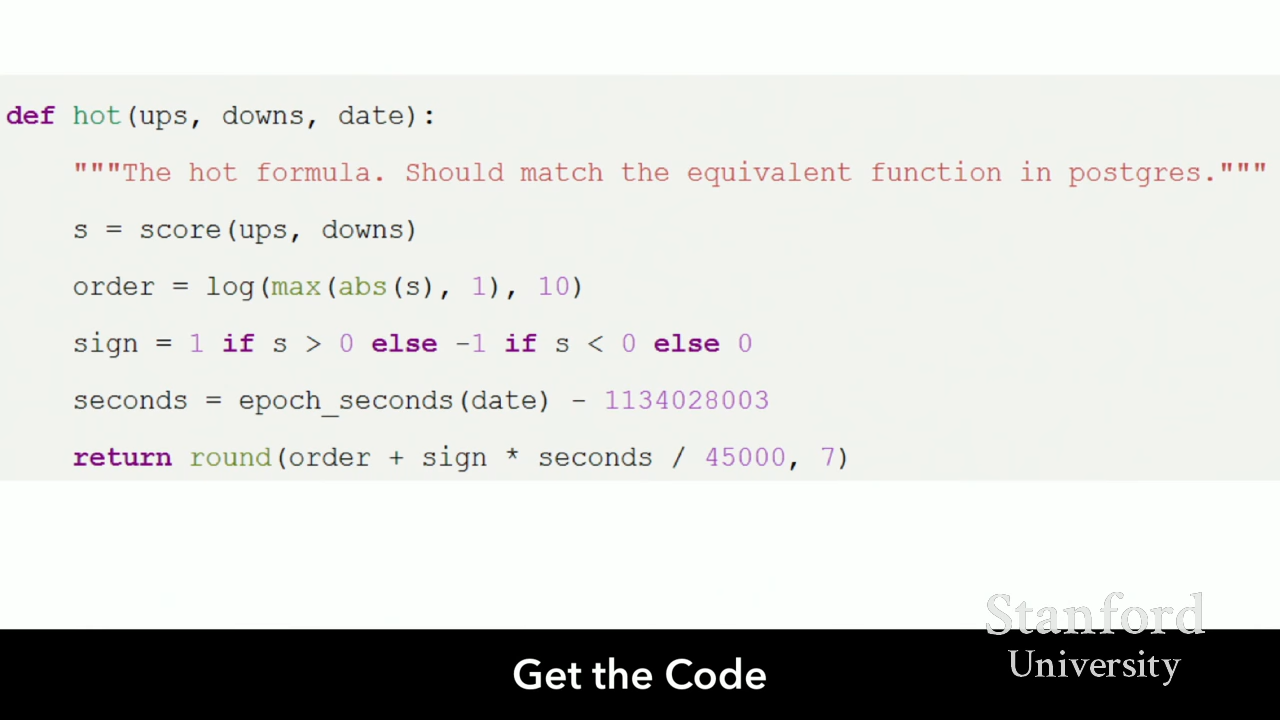 def hot(ups, downs, date):
"""The hot formula. Should match the equivalent function in postgres."""
s = score(ups, downs)
order = log(max(abs(s), 1), 10)
sign = 1 if s > 0 else -1 if s < 0 else 0
seconds = epoch_seconds(date) - 1134028003
return round(order + sign * seconds / 45000, 7)
Stanford
University
Get the Code